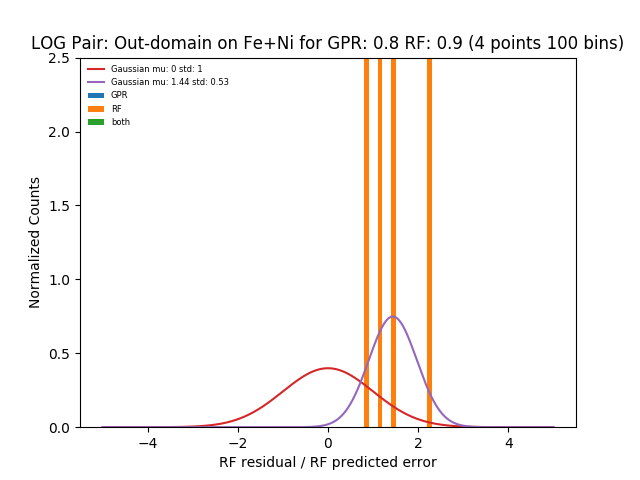 LOG Pair: Out-domain on Fe+Ni for GPR: 0.8 RF: 0.9 (4 points 100 bins)
Gaussian mu: 0 std: 1
Gaussian mu: 1.44 std: 0.53
GPR
RF
both
Normalized Counts
2.5
2.0
1.5
1.0
0.5
0.0
−4
−2
0
2
4
RF residual / RF predicted error